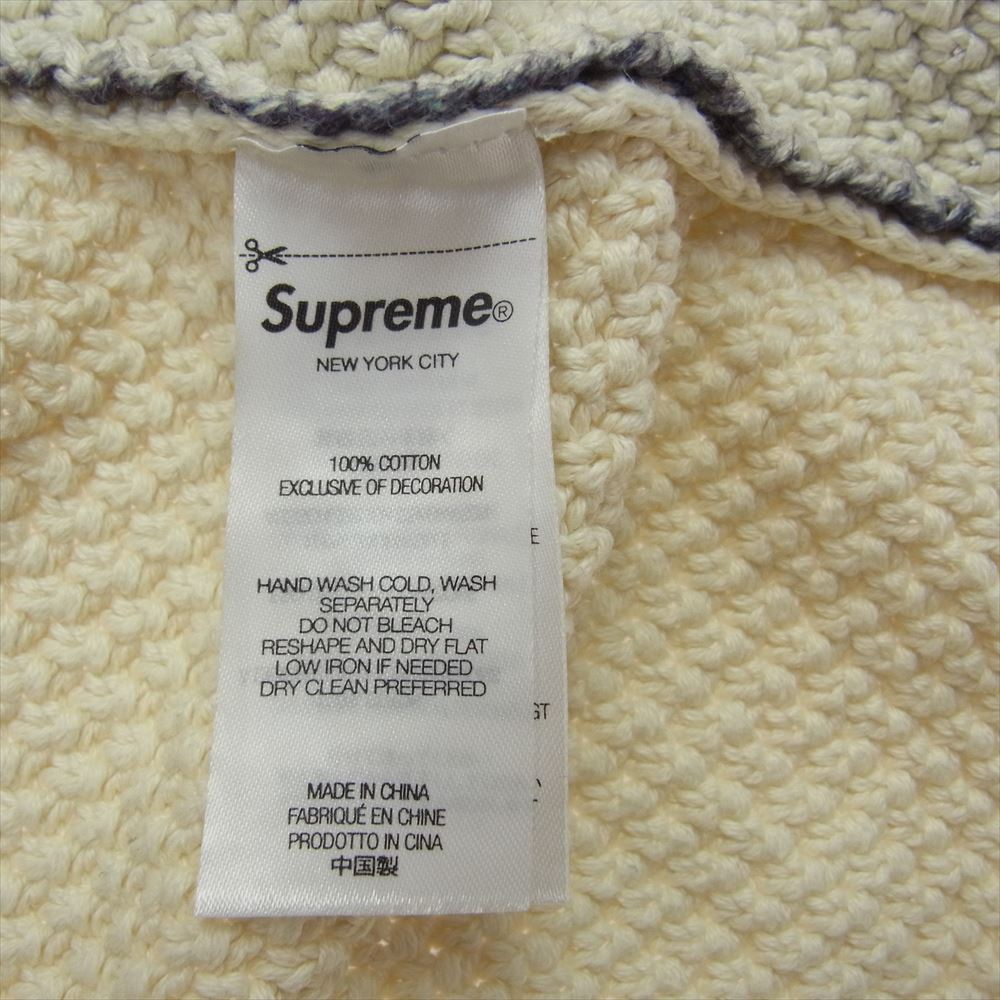 Supreme®
NEW YORK CITY
100% COTTON
EXCLUSIVE OF DECORATION
HAND WASH COLD, WASH
SEPARATELY
DO NOT BLEACH
RESHAPE AND DRY FLAT
LOW IRON IF NEEDED
DRY CLEAN PREFERRED
MADE IN CHINA
FABRIQUÉ EN CHINE
PRODOTTO IN CINA
中国製